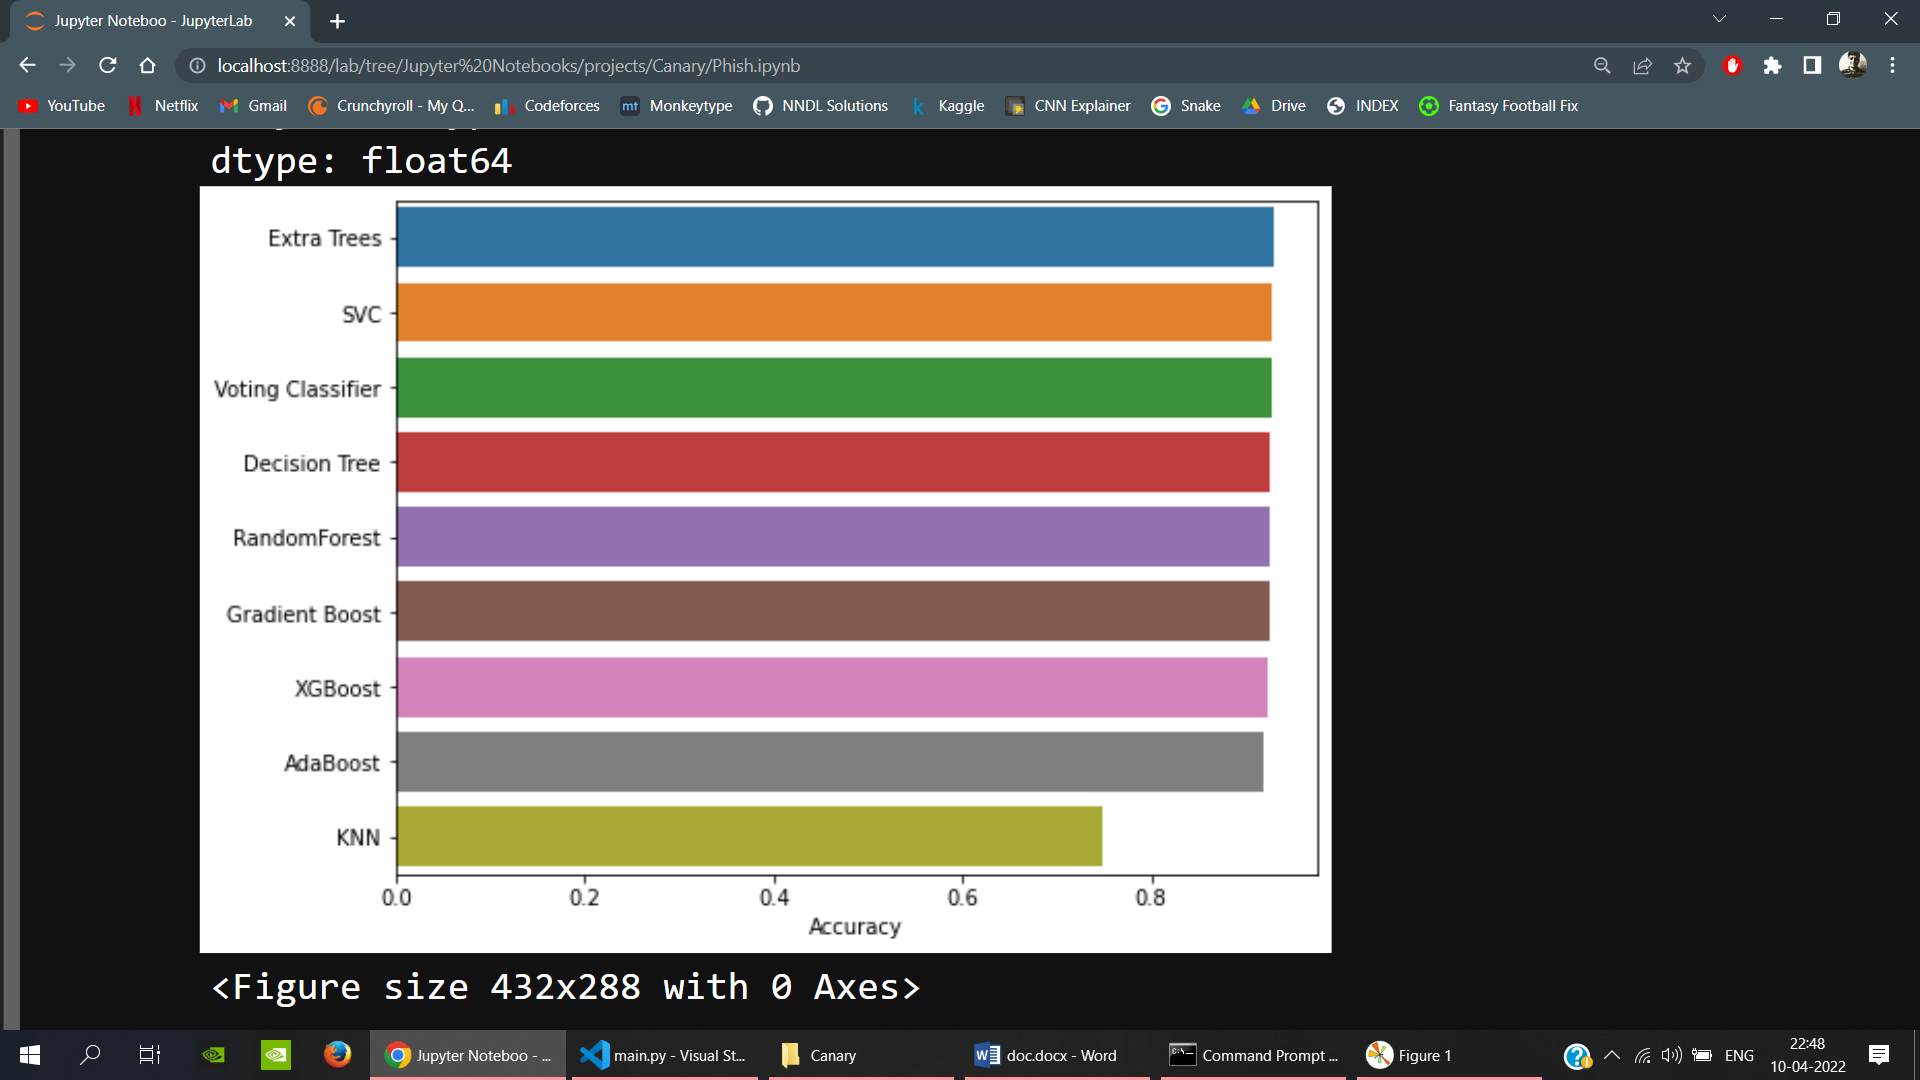 Jupyter Noteboo - JupyterLab
localhost:8888/lab/tree/Jupyter%20Notebooks/projects/Canary/Phish.ipynb
YouTube Netflix Gmail Crunchyroll - My Q... Codeforces mt Monkeytype NNDL Solutions k Kaggle CNN Explainer Snake Drive INDEX Fantasy Football Fix
dtype: float64
Extra Trees
SVC
Voting Classifier
Decision Tree
RandomForest
Gradient Boost
XGBoost
AdaBoost
KNN
0.0 0.2 0.4 0.6 0.8
Accuracy
<Figure size 432x288 with 0 Axes>
Jupyter Noteboo - ... main.py - Visual St... Canary doc.docx - Word Command Prompt ... Figure 1 ENG 22:48
10-04-2022